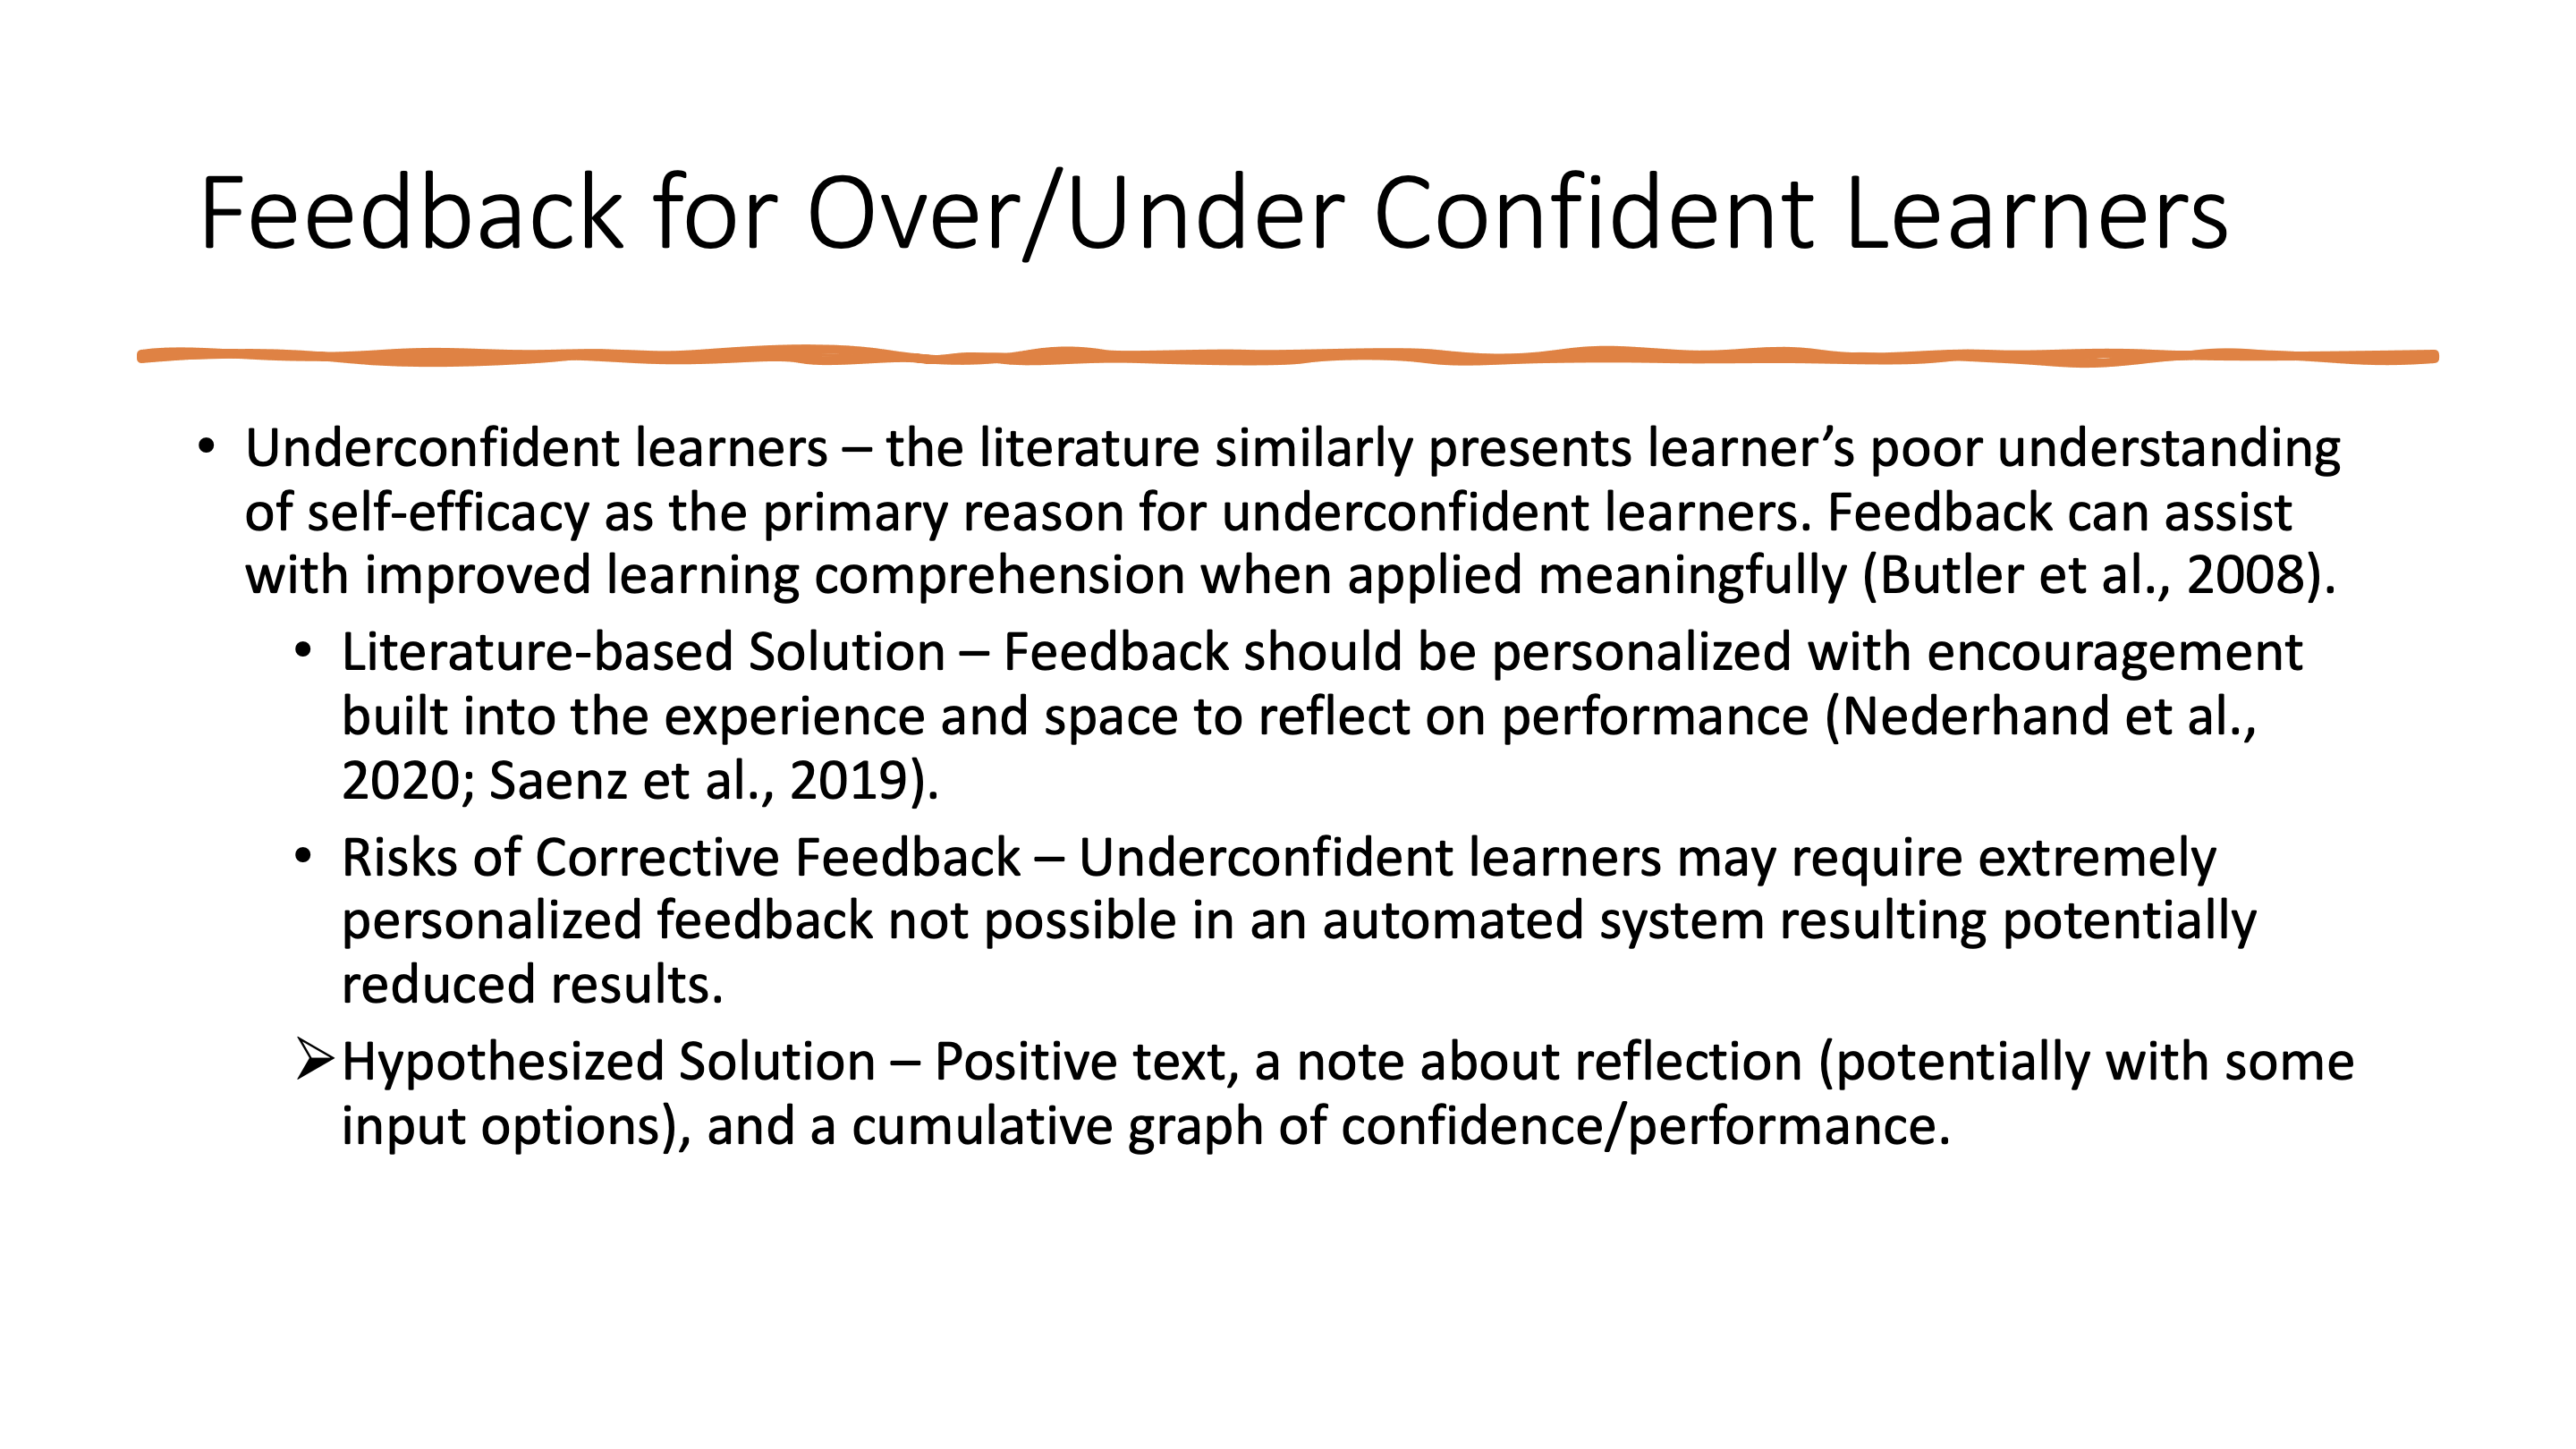 Feedback for Over/Under Confident Learners
• Underconfident learners – the literature similarly presents learner’s poor understanding
of self-efficacy as the primary reason for underconfident learners. Feedback can assist
with improved learning comprehension when applied meaningfully (Butler et al., 2008).
• Literature-based Solution – Feedback should be personalized with encouragement
built into the experience and space to reflect on performance (Nederhand et al.,
2020; Saenz et al., 2019).
• Risks of Corrective Feedback – Underconfident learners may require extremely
personalized feedback not possible in an automated system resulting potentially
reduced results.
➢Hypothesized Solution – Positive text, a note about reflection (potentially with some
input options), and a cumulative graph of confidence/performance.